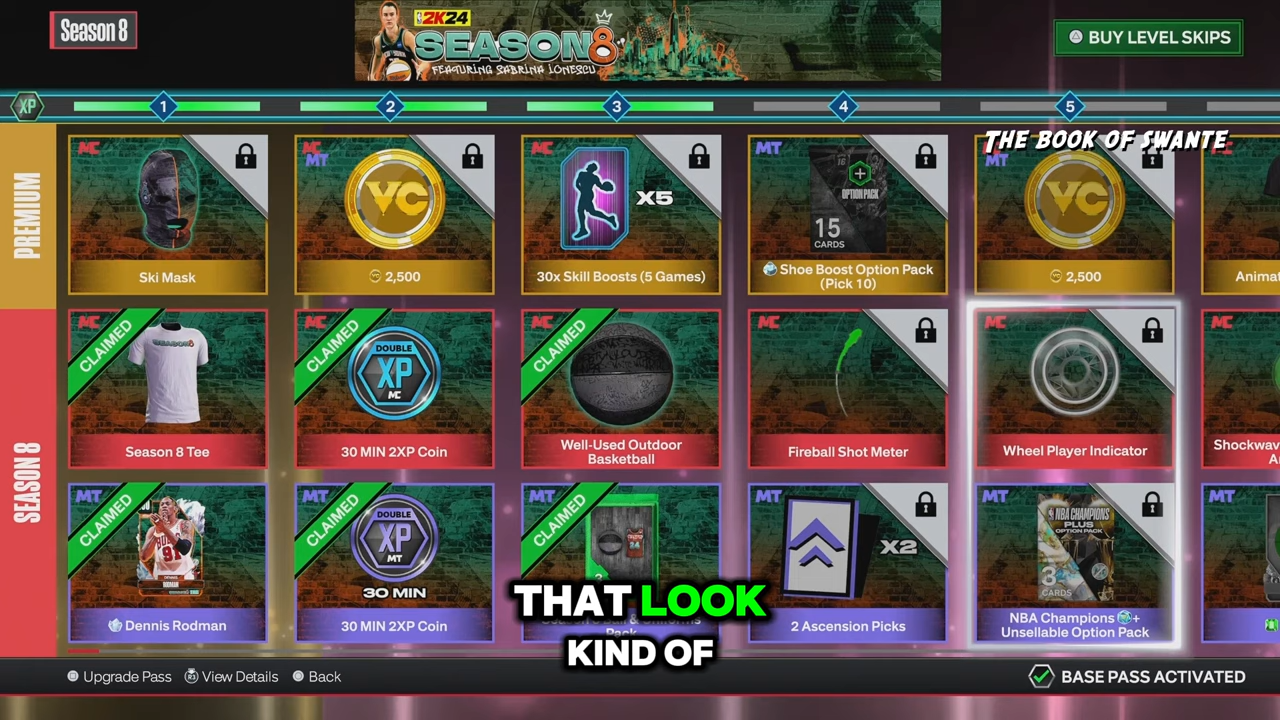 Season 8
2K24
SEASON 8
FEATURING SABRINA IONESCU
BUY LEVEL SKIPS
XP
1
2
3
4
5
THE BOOK OF SWANTE
PREMIUM
MC
Ski Mask
MC
MT
VC
2,500
MC
X5
30x Skill Boosts (5 Games)
MT
OPTION PACK
15
CARDS
Shoe Boost Option Pack
(Pick 10)
MT
VC
2,500
Animat
SEASON 8
MC
CLAIMED
Season 8 Tee
MC
CLAIMED
DOUBLE
XP
MC
30 MIN 2XP Coin
MC
CLAIMED
Well-Used Outdoor
Basketball
MC
Fireball Shot Meter
MC
Wheel Player Indicator
MC
Shockwav
MT
CLAIMED
91
Dennis Rodman
MT
CLAIMED
DOUBLE
XP
MT
30 MIN
30 MIN 2XP Coin
MT
CLAIMED
MT
X2
2 Ascension Picks
MT
NBA CHAMPIONS
PLUS
OPTION PACK
3
CARDS
NBA Champions +
Unsellable Option Pack
MT
THAT LOOK
KIND OF
Upgrade Pass
View Details
Back
BASE PASS ACTIVATED